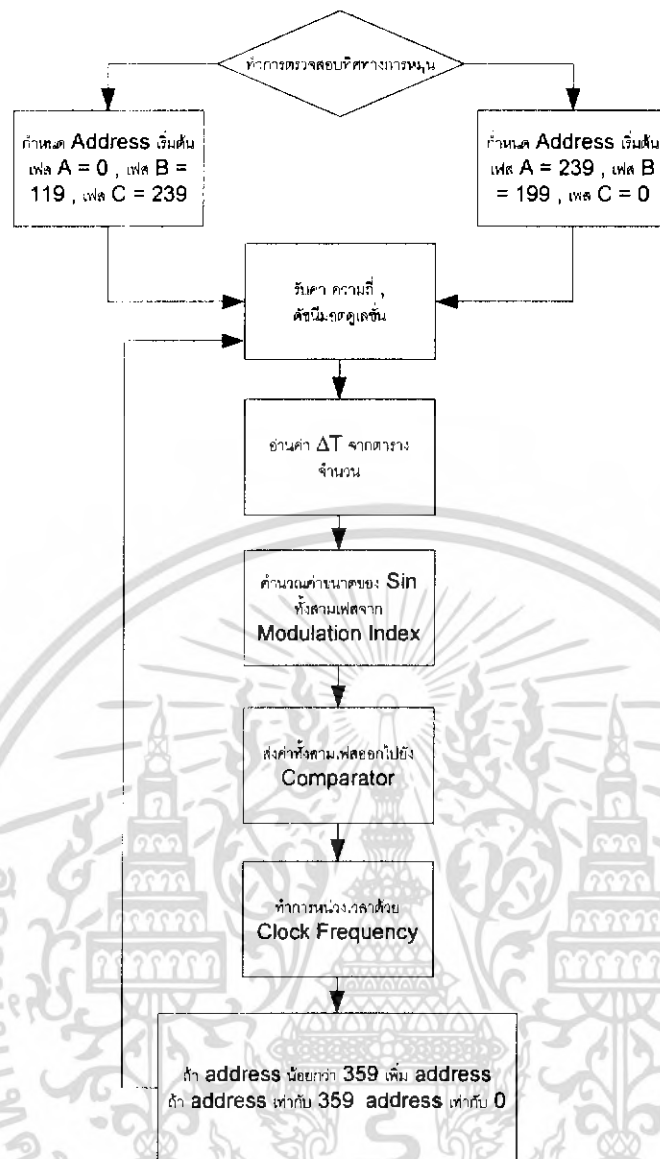 ทำการตรวจสอบทิศทางการหมุน
กำหนด Address เริ่มต้น
เฟส A = 0 , เฟส B =
119 , เฟส C = 239
กำหนด Address เริ่มต้น
เฟส A = 239 , เฟส B
= 199 , เฟส C = 0
รับค่า ความถี่ ,
ดัชนีมอดดูเลชั่น
อ่านค่า ΔT จากตาราง
จำนวน
คำนวณค่าขนาดของ Sin
ทั้งสามเฟสจาก
Modulation Index
ส่งค่าทั้งสามเฟสออกไปยัง
Comparator
ทำการหน่วงเวลาด้วย
Clock Frequency
ถ้า address น้อยกว่า 359 เพิ่ม address
ถ้า address เท่ากับ 359 address เท่ากับ 0